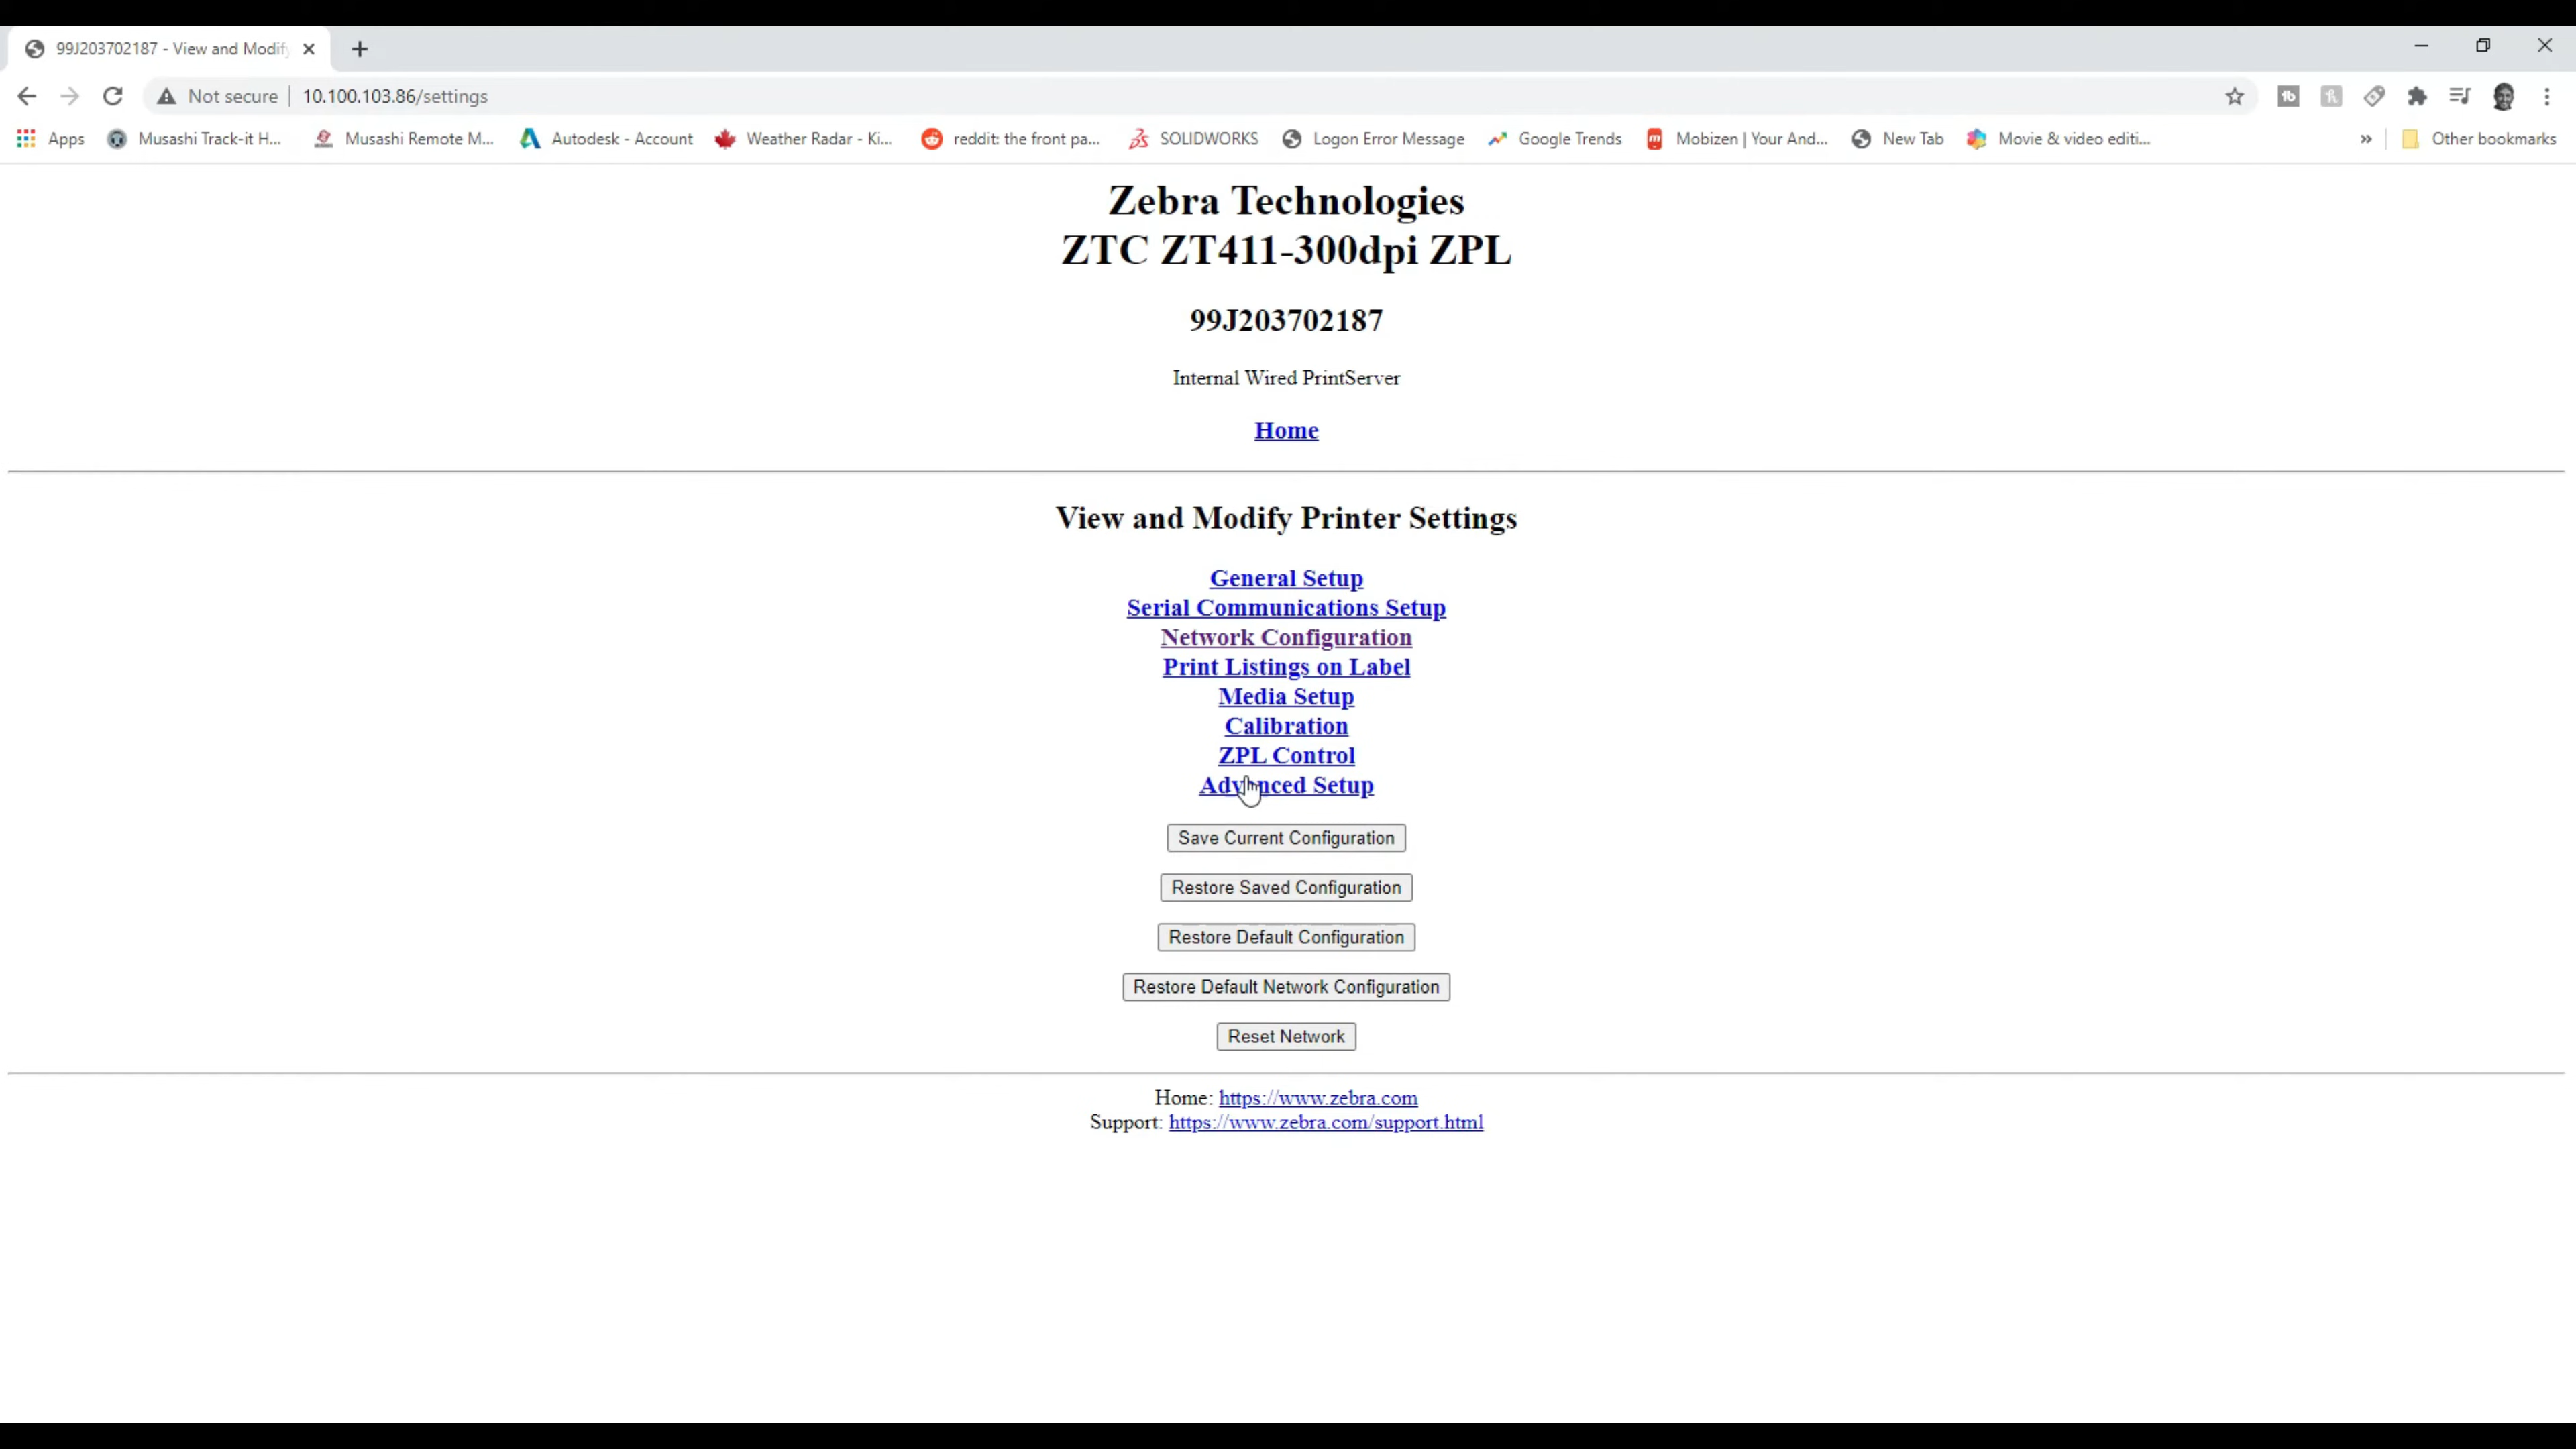 99J203702187 - View and Modify
Not secure
10.100.103.86/settings
Apps
Musashi Track-it H...
Musashi Remote M...
Autodesk - Account
Weather Radar - Ki...
reddit: the front pa...
SOLIDWORKS
Logon Error Message
Google Trends
Mobizen | Your And...
New Tab
Movie & video editi...
»
Other bookmarks
Zebra Technologies
ZTC ZT411-300dpi ZPL
99J203702187
Internal Wired PrintServer
Home
View and Modify Printer Settings
General Setup
Serial Communications Setup
Network Configuration
Print Listings on Label
Media Setup
Calibration
ZPL Control
Advanced Setup
Save Current Configuration
Restore Saved Configuration
Restore Default Configuration
Restore Default Network Configuration
Reset Network
Home: https://www.zebra.com
Support: https://www.zebra.com/support.html